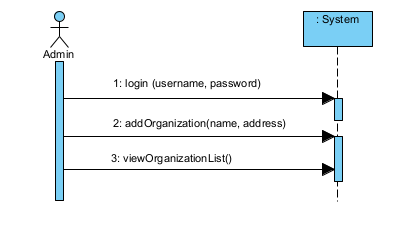 : System
Admin
1: login (username, password)
2: addOrganization(name, address)
3: viewOrganizationList()